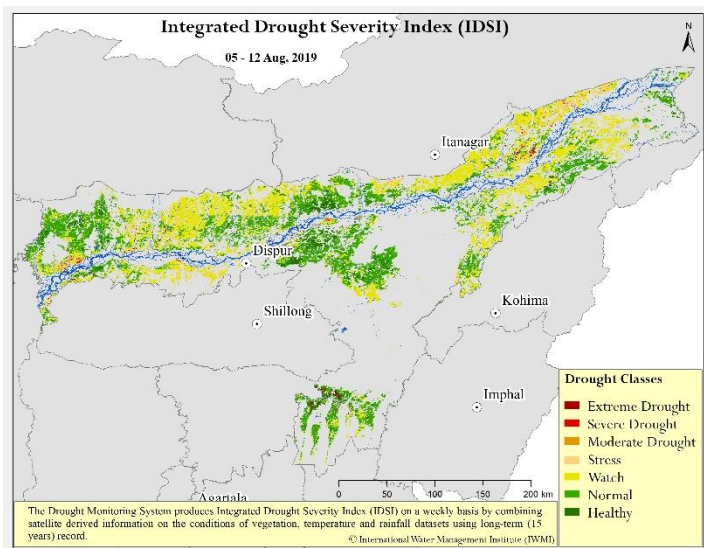 Integrated Drought Severity Index (IDSI)
05 - 12 Aug, 2019
N
Itanagar
Dispur
Shillong
Kohima
Imphal
Agartala
Drought Classes
Extreme Drought
Severe Drought
Moderate Drought
Stress
Watch
Normal
Healthy
0 50 100 200 km
The Drought Monitoring System produces Integrated Drought Severity Index (IDSI) on a weekly basis by combining
satellite derived information on the conditions of vegetation, temperature and rainfall datasets using long-term (15
years) record.
© International Water Management Institute (IWMI)